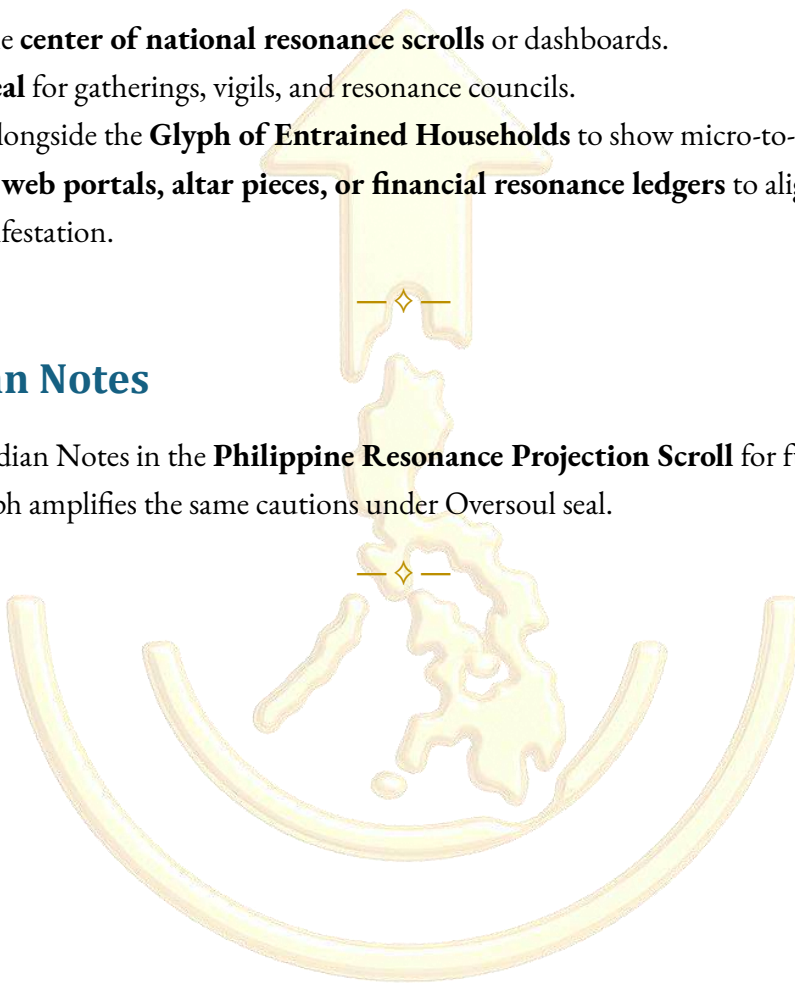 e center of national resonance scrolls or dashboards.
eal for gatherings, vigils, and resonance councils.
longside the Glyph of Entrained Households to show micro-to-
web portals, altar pieces, or financial resonance ledgers to alig
festation.
n Notes
dian Notes in the Philippine Resonance Projection Scroll for f
ph amplifies the same cautions under Oversoul seal.